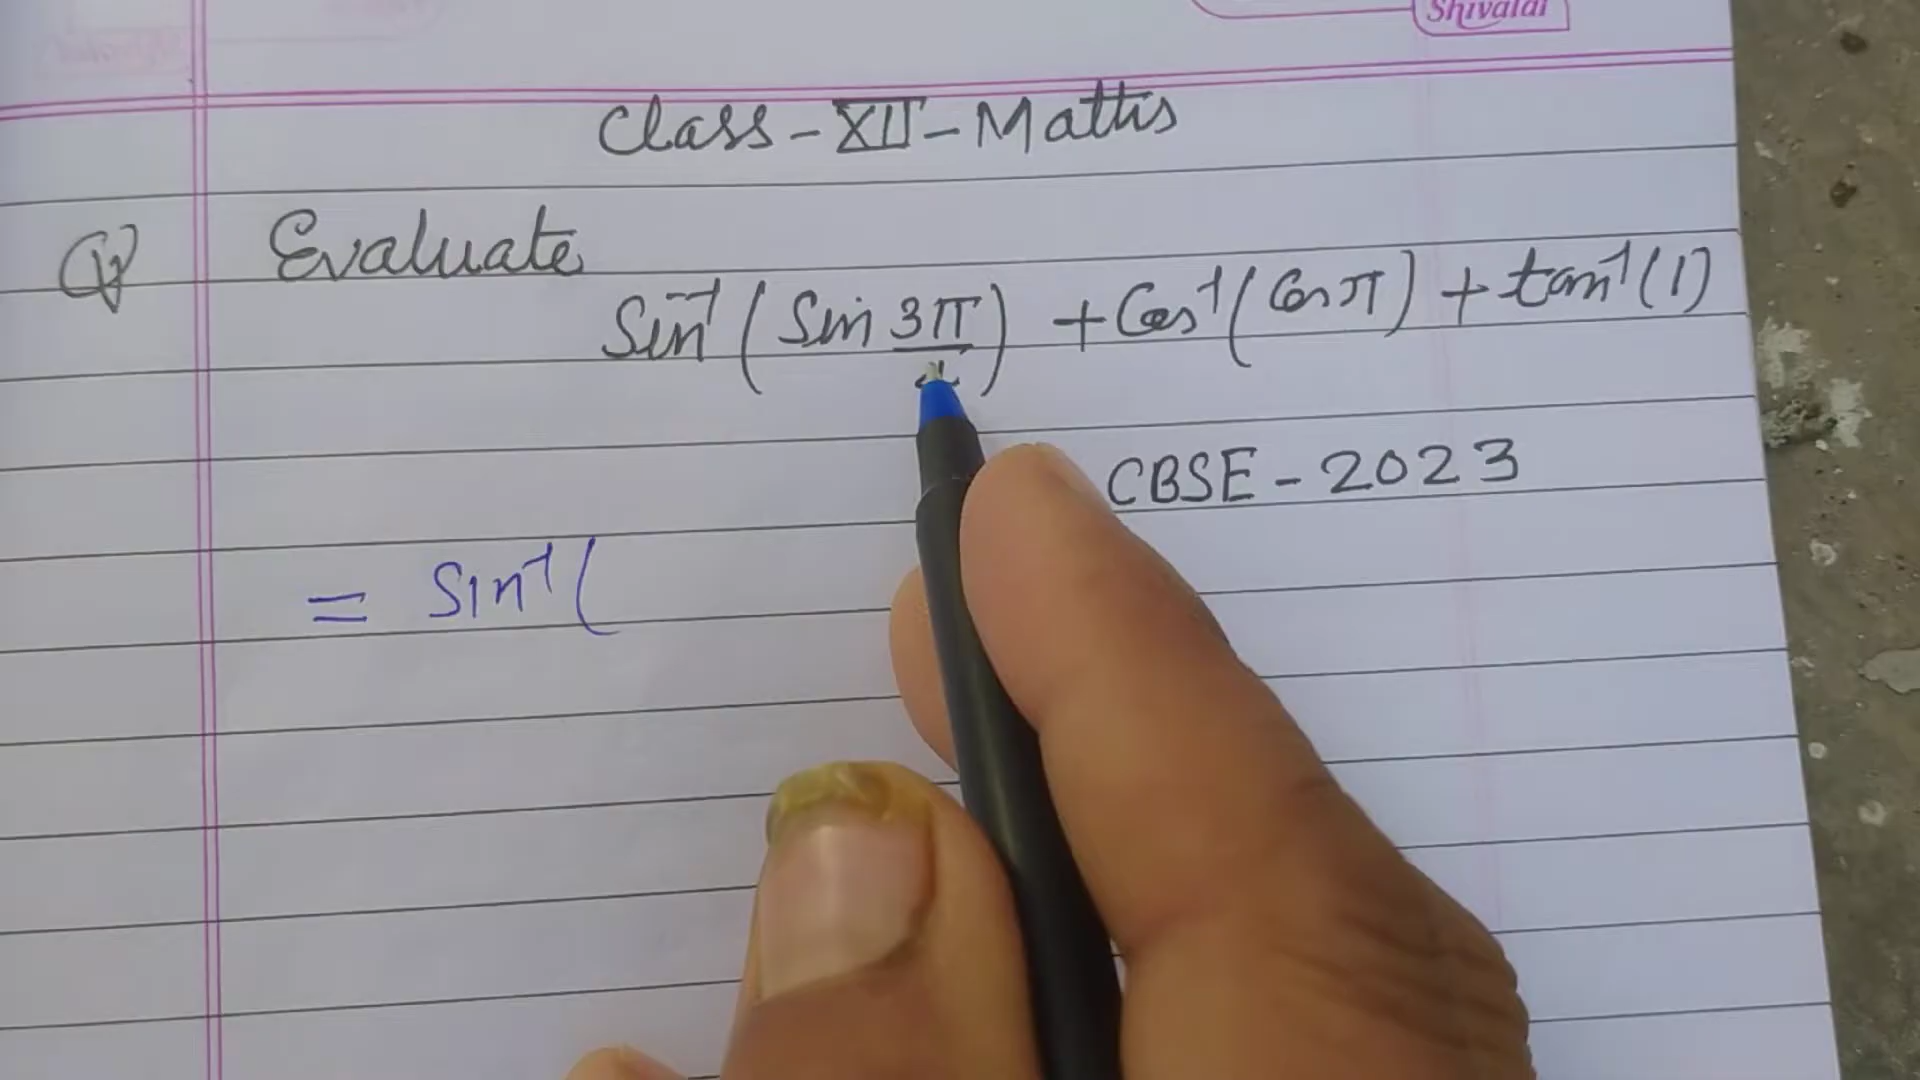 Shivalal
Class-XII-Maths
Q Evaluate
Sin⁻¹(Sin 3π/4) + Cos⁻¹(Cos π) + tan⁻¹(1)
CBSE-2023
= Sin⁻¹(